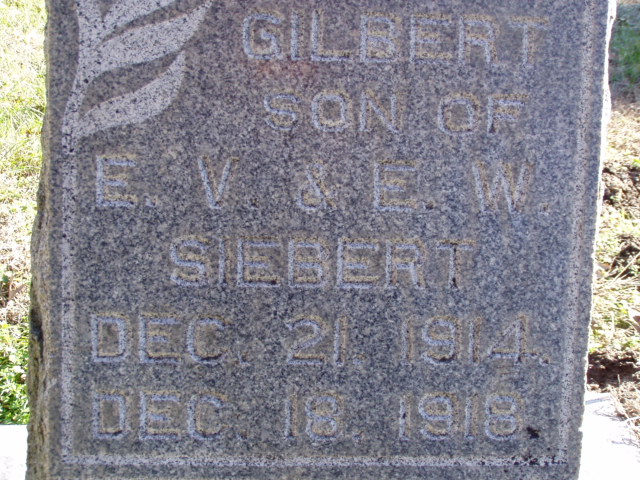 GILBERT
SON OF
E. V. & E. W.
SIEBERT
DEC. 21. 1914.
DEC. 18. 1918.